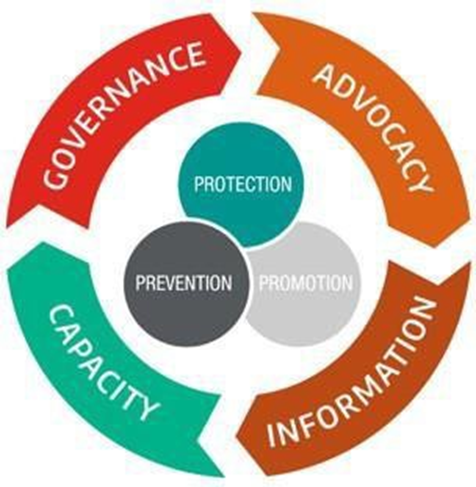 GOVERNANCE
ADVOCACY
PROTECTION
PREVENTION
PROMOTION
CAPACITY
INFORMATION